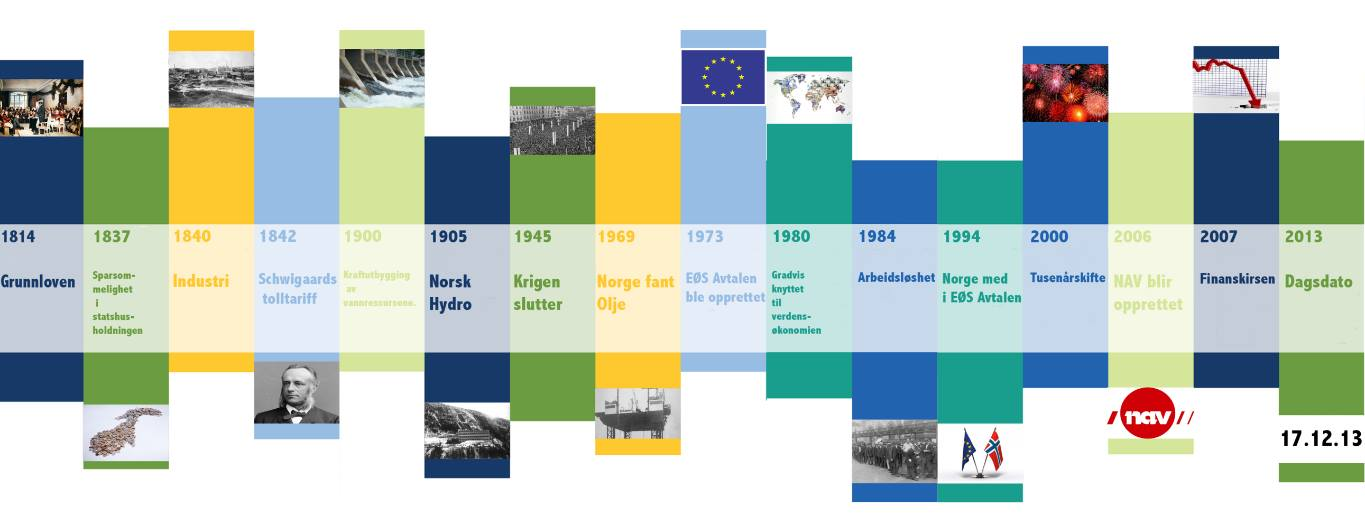 1814
Grunnloven
1837
Sparsom-
melighet
i
statshus-
holdningen
1840
Industri
1842
Schwigaards
tolltariff
1900
Kraftutbygging
av
vannressursene.
1905
Norsk
Hydro
1945
Krigen
slutter
1969
Norge fant
Olje
1973
EØS Avtalen
ble opprettet
1980
Gradvis
knyttet
til
verdens-
økonomien
1984
Arbeidsløshet
1994
Norge med
i EØS Avtalen
2000
Tusenårskifte
2006
NAV blir
opprettet
nav
2007
Finanskirsen
2013
Dagsdato
17.12.13